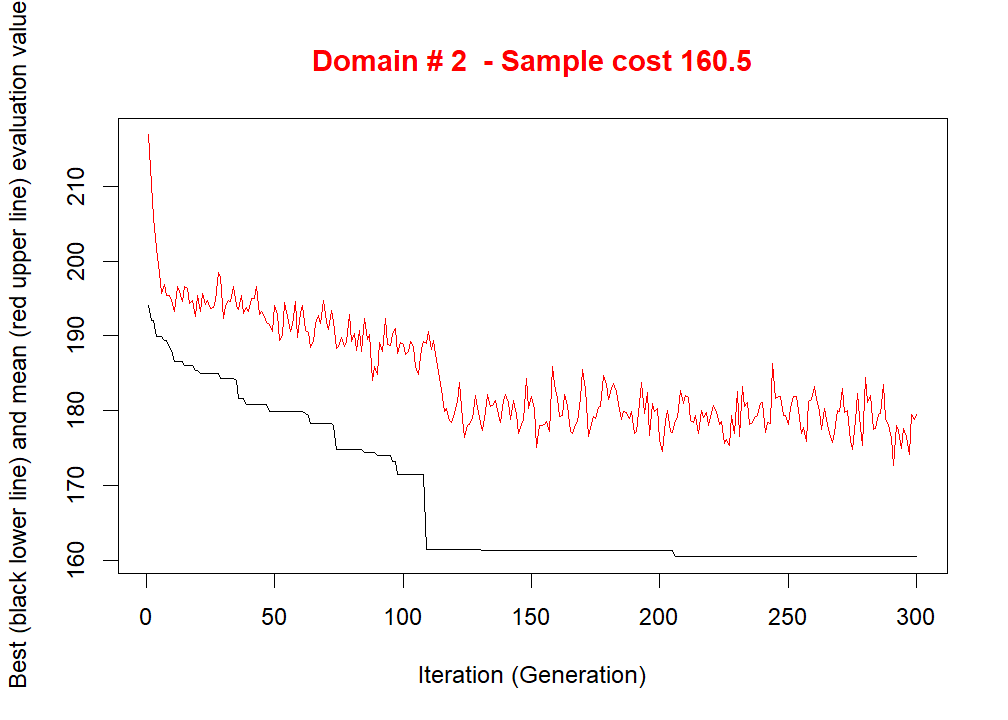 Domain # 2  - Sample cost 160.5
Best (black lower line) and mean (red upper line) evaluation value
210
200
190
180
170
160
0 50 100 150 200 250 300
Iteration (Generation)